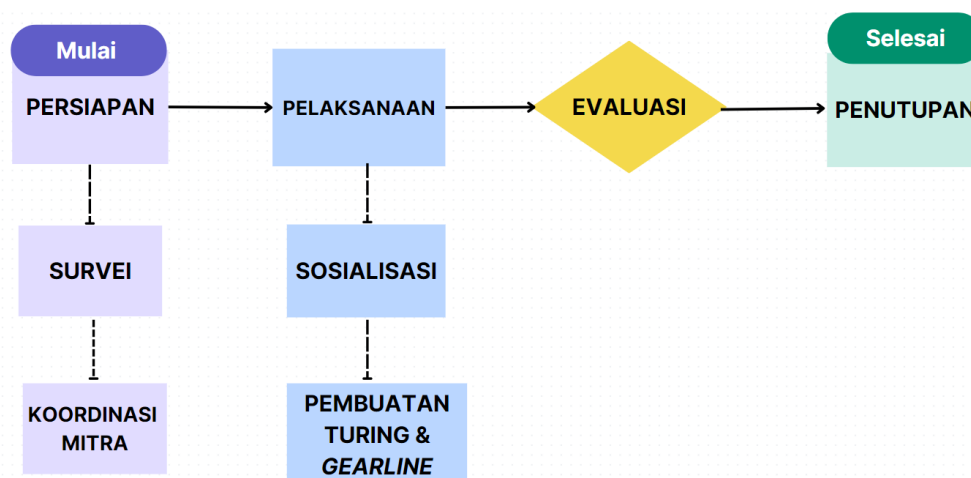 Mulai
PERSIAPAN
PELAKSANAAN
EVALUASI
Selesai
PENUTUPAN
SURVEI
SOSIALISASI
KOORDINASI
MITRA
PEMBUATAN
TURING &
GEARLINE